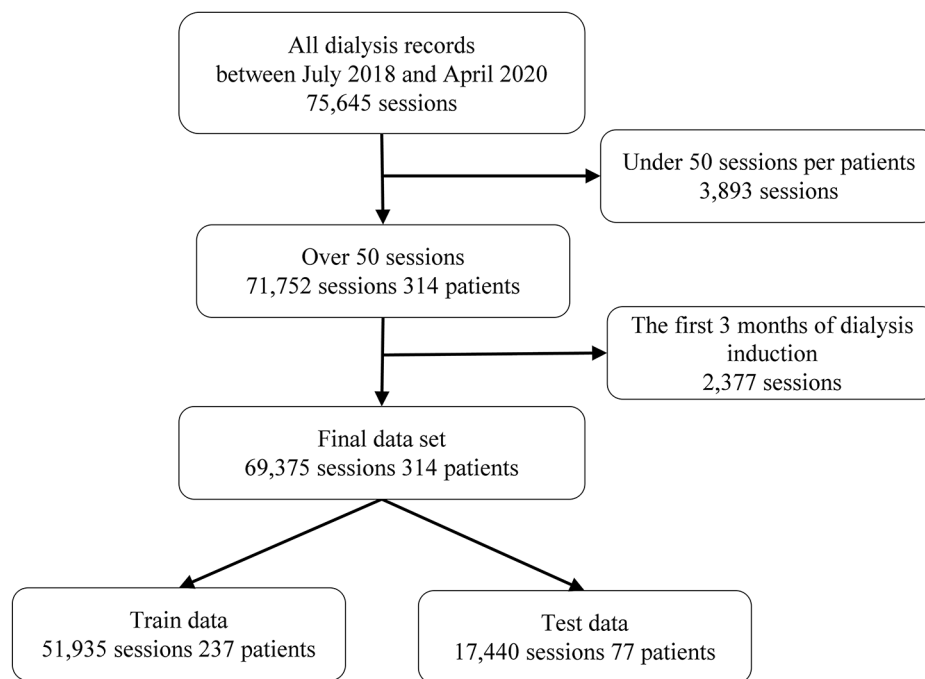 All dialysis records
between July 2018 and April 2020
75,645 sessions
Under 50 sessions per patients
3,893 sessions
Over 50 sessions
71,752 sessions 314 patients
The first 3 months of dialysis
induction
2,377 sessions
Final data set
69,375 sessions 314 patients
Train data
51,935 sessions 237 patients
Test data
17,440 sessions 77 patients